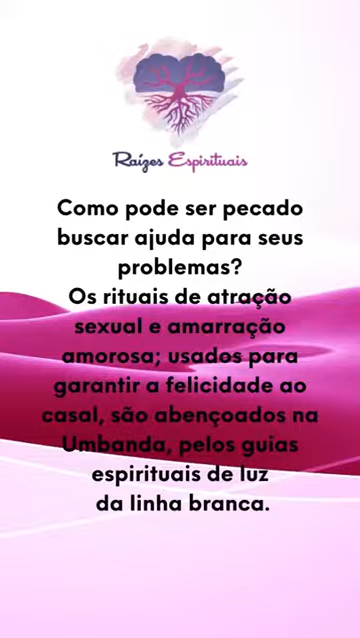 Raízes Espirituais
Como pode ser pecado
buscar ajuda para seus
problemas?
Os rituais de atração
sexual e amarração
amorosa; usados para
garantir a felicidade ao
casal, são abençoados na
Umbanda, pelos guias
espirituais de luz
da linha branca.